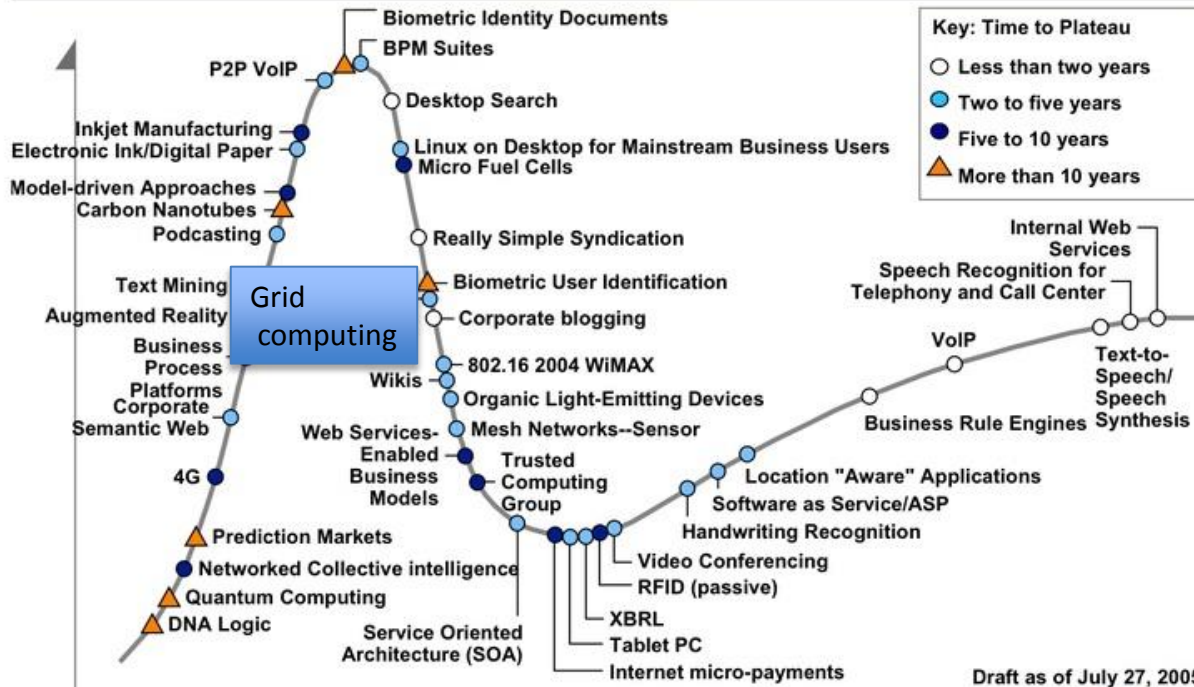 Biometric Identity Documents
BPM Suites
P2P VoIP
Desktop Search
Inkjet Manufacturing
Electronic Ink/Digital Paper
Linux on Desktop for Mainstream Business Users
Micro Fuel Cells
Model-driven Approaches
Carbon Nanotubes
Podcasting
Really Simple Syndication
Text Mining
Grid
computing
Biometric User Identification
Augmented Reality
Corporate blogging
Business
Process
Platforms
802.16 2004 WiMAX
Wikis
Corporate
Semantic Web
Organic Light-Emitting Devices
Mesh Networks--Sensor
Web Services-
Enabled
Business
Models
Trusted
Computing
Group
4G
Prediction Markets
Networked Collective intelligence
Quantum Computing
DNA Logic
Service Oriented
Architecture (SOA)
Internet micro-payments
Tablet PC
XBRL
RFID (passive)
Video Conferencing
Handwriting Recognition
Software as Service/ASP
Location "Aware" Applications
Business Rule Engines
VoIP
Text-to-
Speech/
Speech
Synthesis
Speech Recognition for
Telephony and Call Center
Internal Web
Services
Key: Time to Plateau
Less than two years
Two to five years
Five to 10 years
More than 10 years
Draft as of July 27, 2005